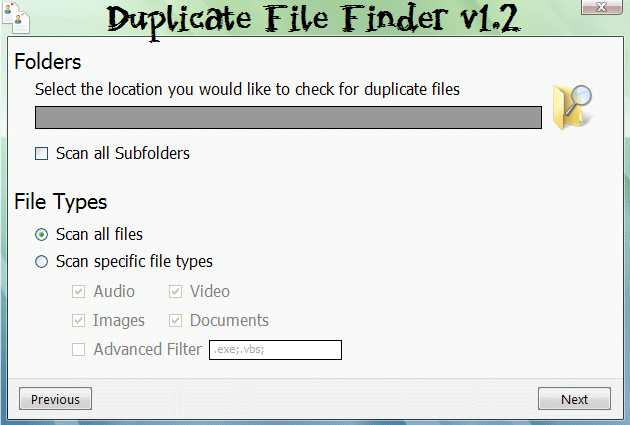 Duplicate File Finder v1.2
Folders
Select the location you would like to check for duplicate files
Scan all Subfolders
File Types
Scan all files
Scan specific file types
Audio Video
Images Documents
Advanced Filter .exe;.vbs;
Previous Next